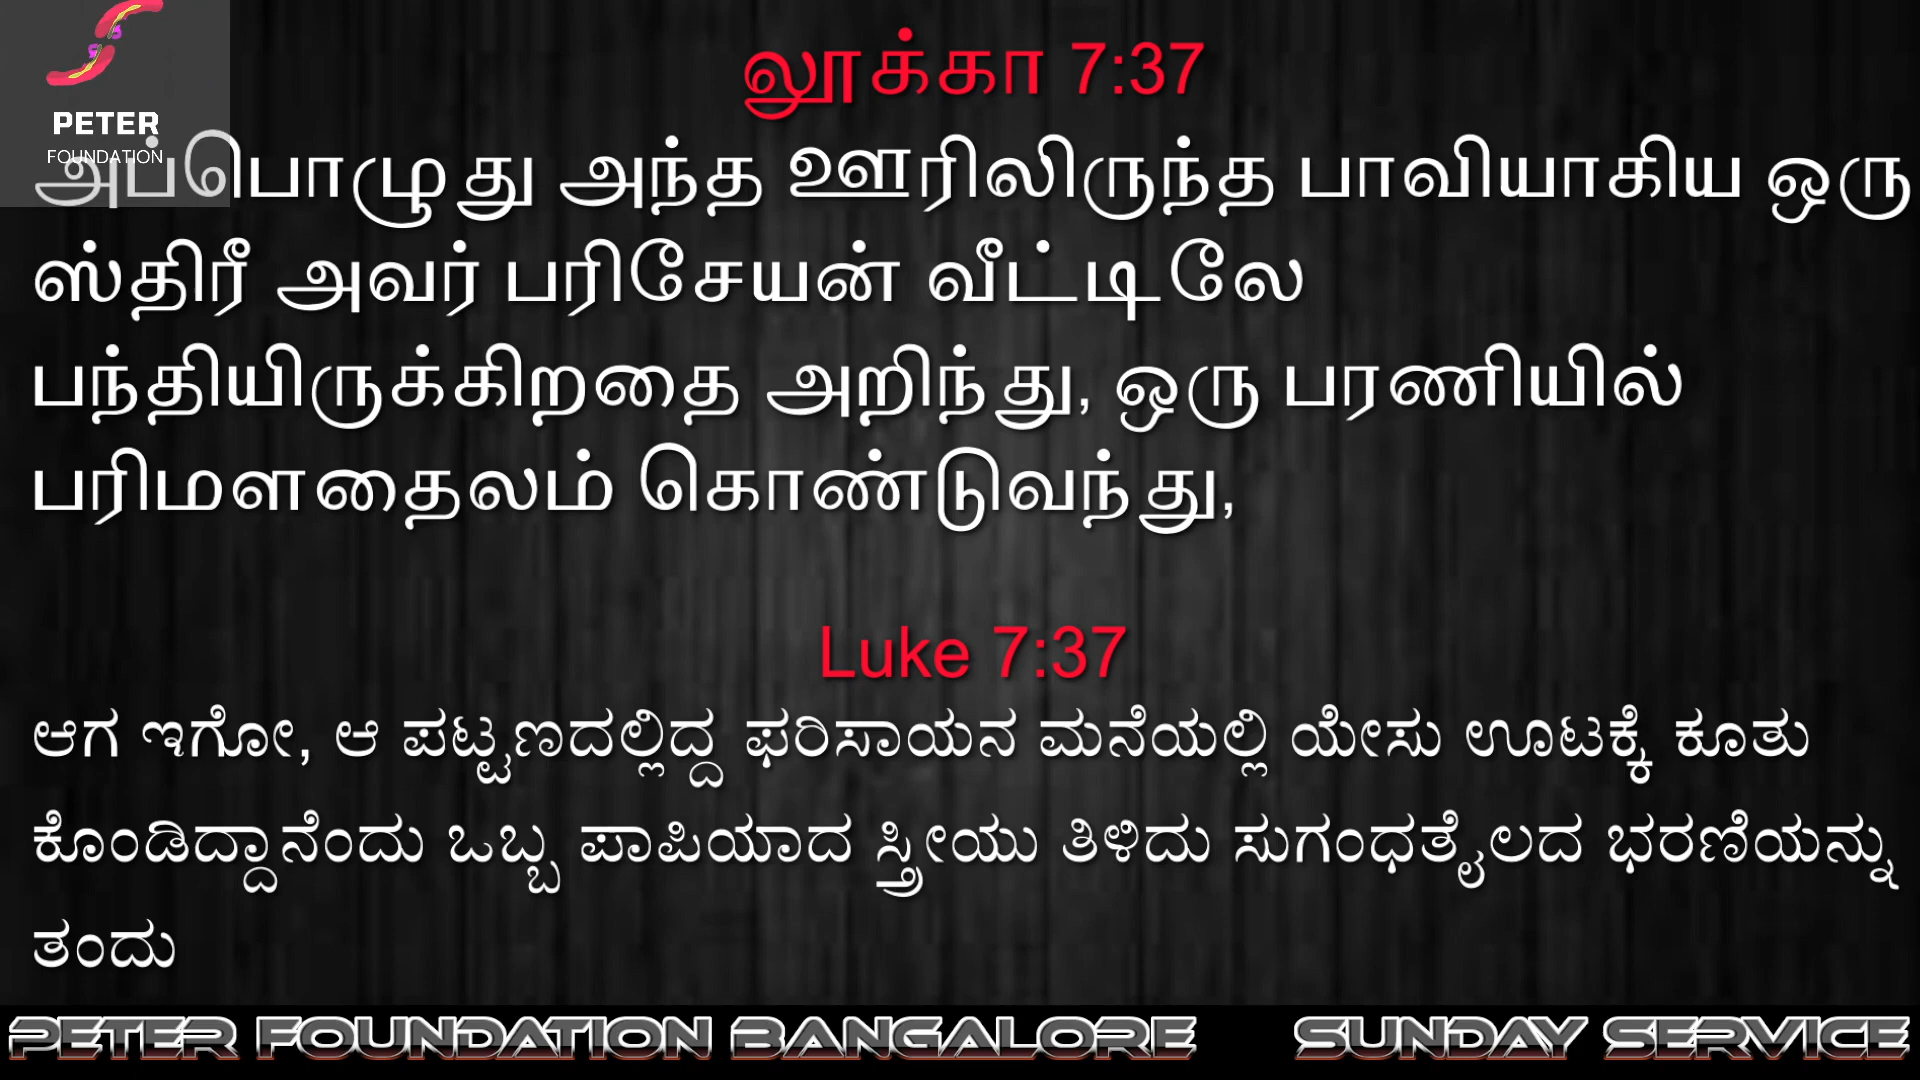 PETER
FOUNDATION
லூக்கா 7:37
அப்பொழுது அந்த ஊரிலிருந்த பாவியாகிய ஒரு
ஸ்திரீ அவர் பரிசேயன் வீட்டிலே
பந்தியிருக்கிறதை அறிந்து, ஒரு பரணியில்
பரிமளதைலம் கொண்டுவந்து,
Luke 7:37
ಆಗ ಇಗೋ, ಆ ಪಟ್ಟಣದಲ್ಲಿದ್ದ ಫರಿಸಾಯನ ಮನೆಯಲ್ಲಿ ಯೇಸು ಊಟಕ್ಕೆ ಕೂತು
ಕೊಂಡಿದ್ದಾನೆಂದು ಒಬ್ಬ ಪಾಪಿಯಾದ ಸ್ತ್ರೀಯು ತಿಳಿದು ಸುಗಂಧತೈಲದ ಭರಣಿಯನ್ನು
ತಂದು
PETER FOUNDATION BANGALORE SUNDAY SERVICE